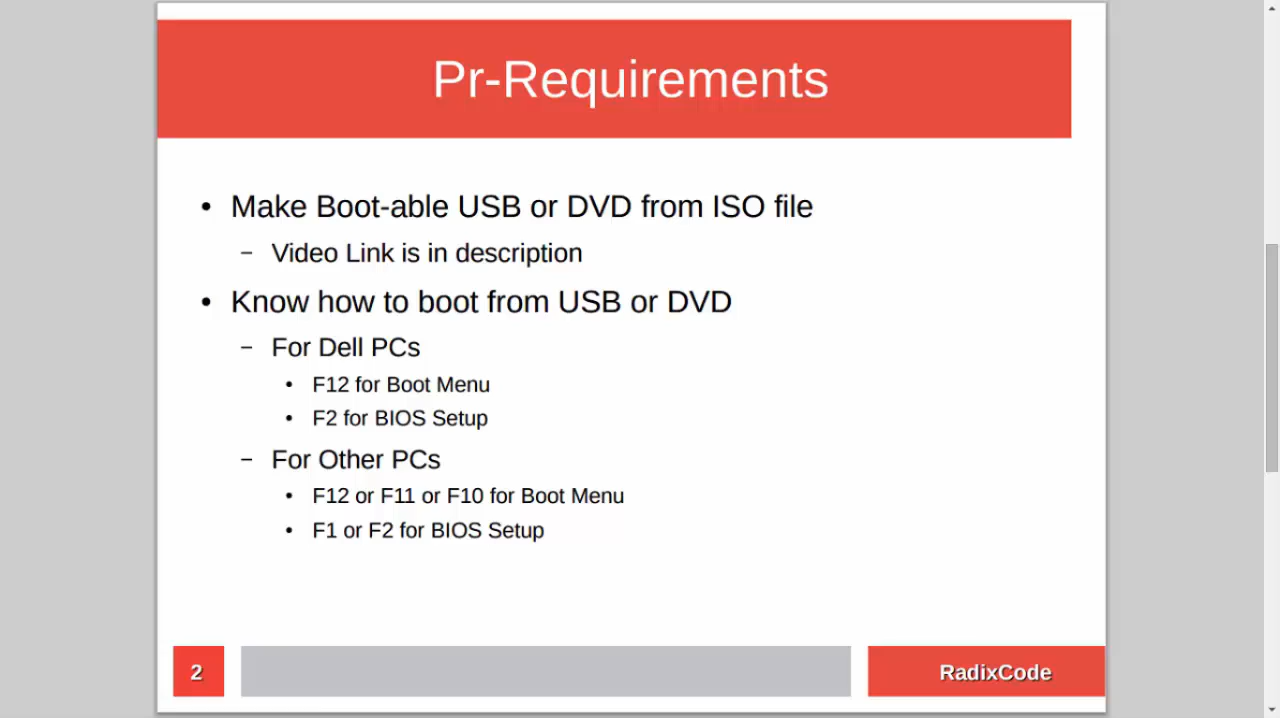 Pr-Requirements
• Make Boot-able USB or DVD from ISO file
– Video Link is in description
• Know how to boot from USB or DVD
– For Dell PCs
• F12 for Boot Menu
• F2 for BIOS Setup
– For Other PCs
• F12 or F11 or F10 for Boot Menu
• F1 or F2 for BIOS Setup
2
RadixCode